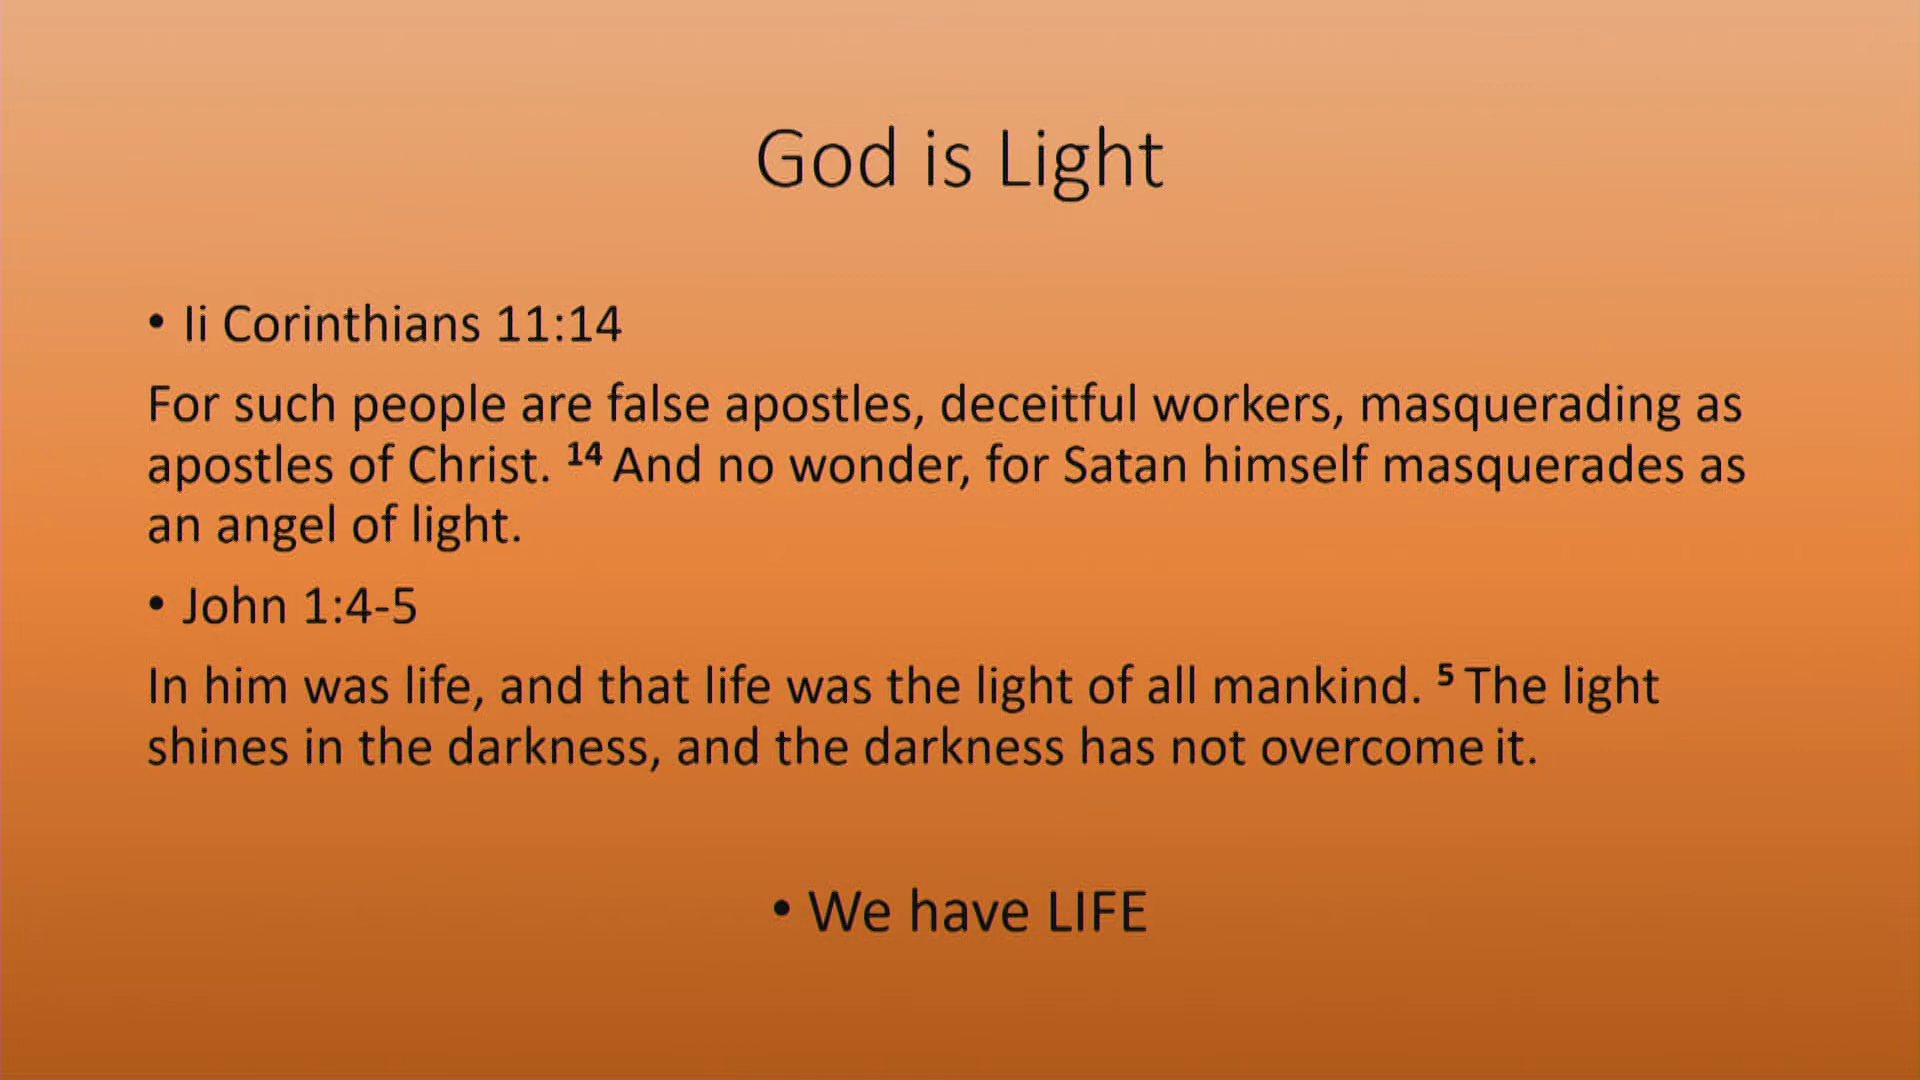 God is Light
• Ii Corinthians 11:14
For such people are false apostles, deceitful workers, masquerading as
apostles of Christ. 14 And no wonder, for Satan himself masquerades as
an angel of light.
• John 1:4-5
In him was life, and that life was the light of all mankind. 5 The light
shines in the darkness, and the darkness has not overcome it.
• We have LIFE